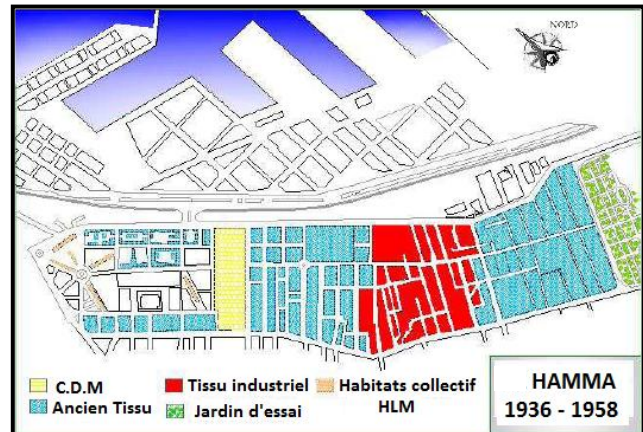 NORD
C.D.M
Tissu industriel
Habitats collectif
HLM
Ancien Tissu
Jardin d'essai
HAMMA
1936 - 1958